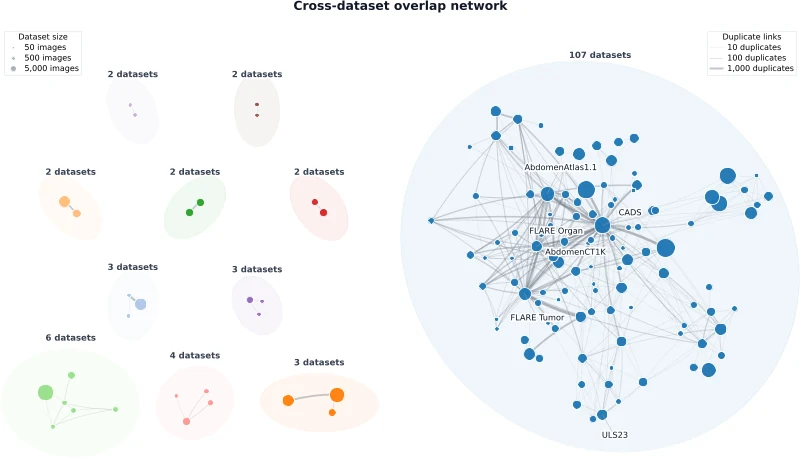 Cross-dataset overlap network
Dataset size
50 images
500 images
5,000 images
Duplicate links
10 duplicates
100 duplicates
1,000 duplicates
2 datasets
2 datasets
107 datasets
2 datasets
2 datasets
2 datasets
3 datasets
3 datasets
6 datasets
4 datasets
3 datasets
AbdomenAtlas1.1
CADS
FLARE Organ
AbdomenCT1K
FLARE Tumor
ULS23